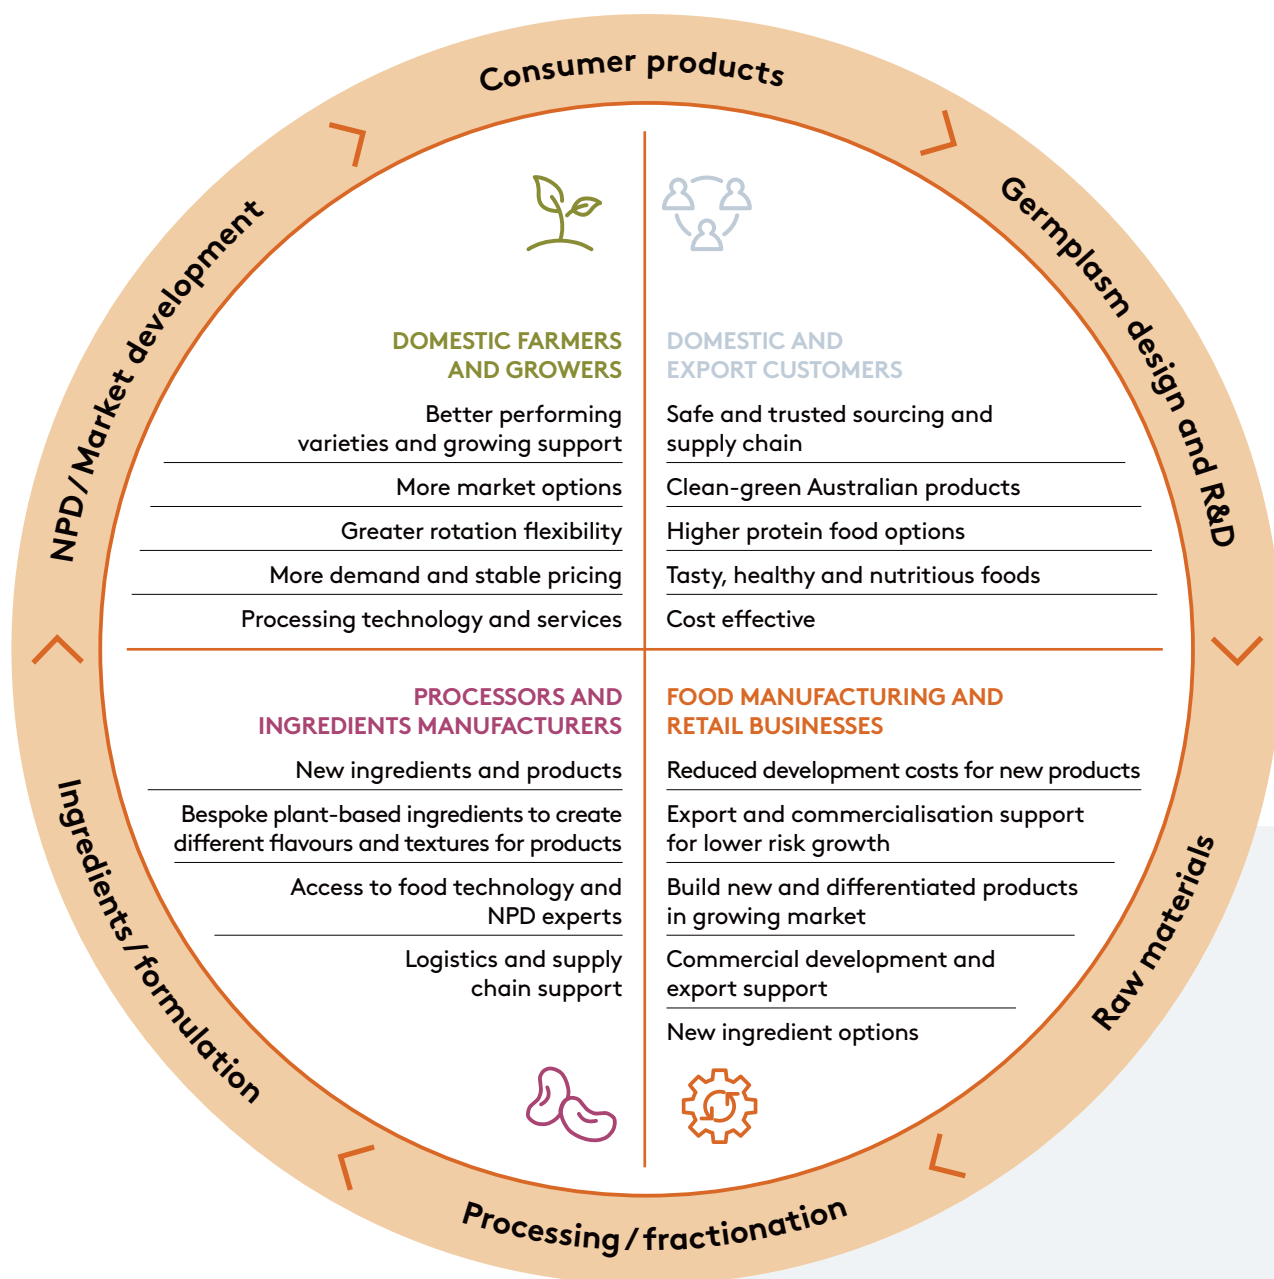 Consumer products
Germplasm design and R&D
Raw materials
Processing/fractionation
Ingredients/formulation
NPD/Market development
DOMESTIC FARMERS
AND GROWERS
Better performing
varieties and growing support
More market options
Greater rotation flexibility
More demand and stable pricing
Processing technology and services
DOMESTIC AND
EXPORT CUSTOMERS
Safe and trusted sourcing and
supply chain
Clean-green Australian products
Higher protein food options
Tasty, healthy and nutritious foods
Cost effective
PROCESSORS AND
INGREDIENTS MANUFACTURERS
New ingredients and products
Bespoke plant-based ingredients to create
different flavours and textures for products
Access to food technology and
NPD experts
Logistics and supply
chain support
FOOD MANUFACTURING AND
RETAIL BUSINESSES
Reduced development costs for new products
Export and commercialisation support
for lower risk growth
Build new and differentiated products
in growing market
Commercial development and
export support
New ingredient options